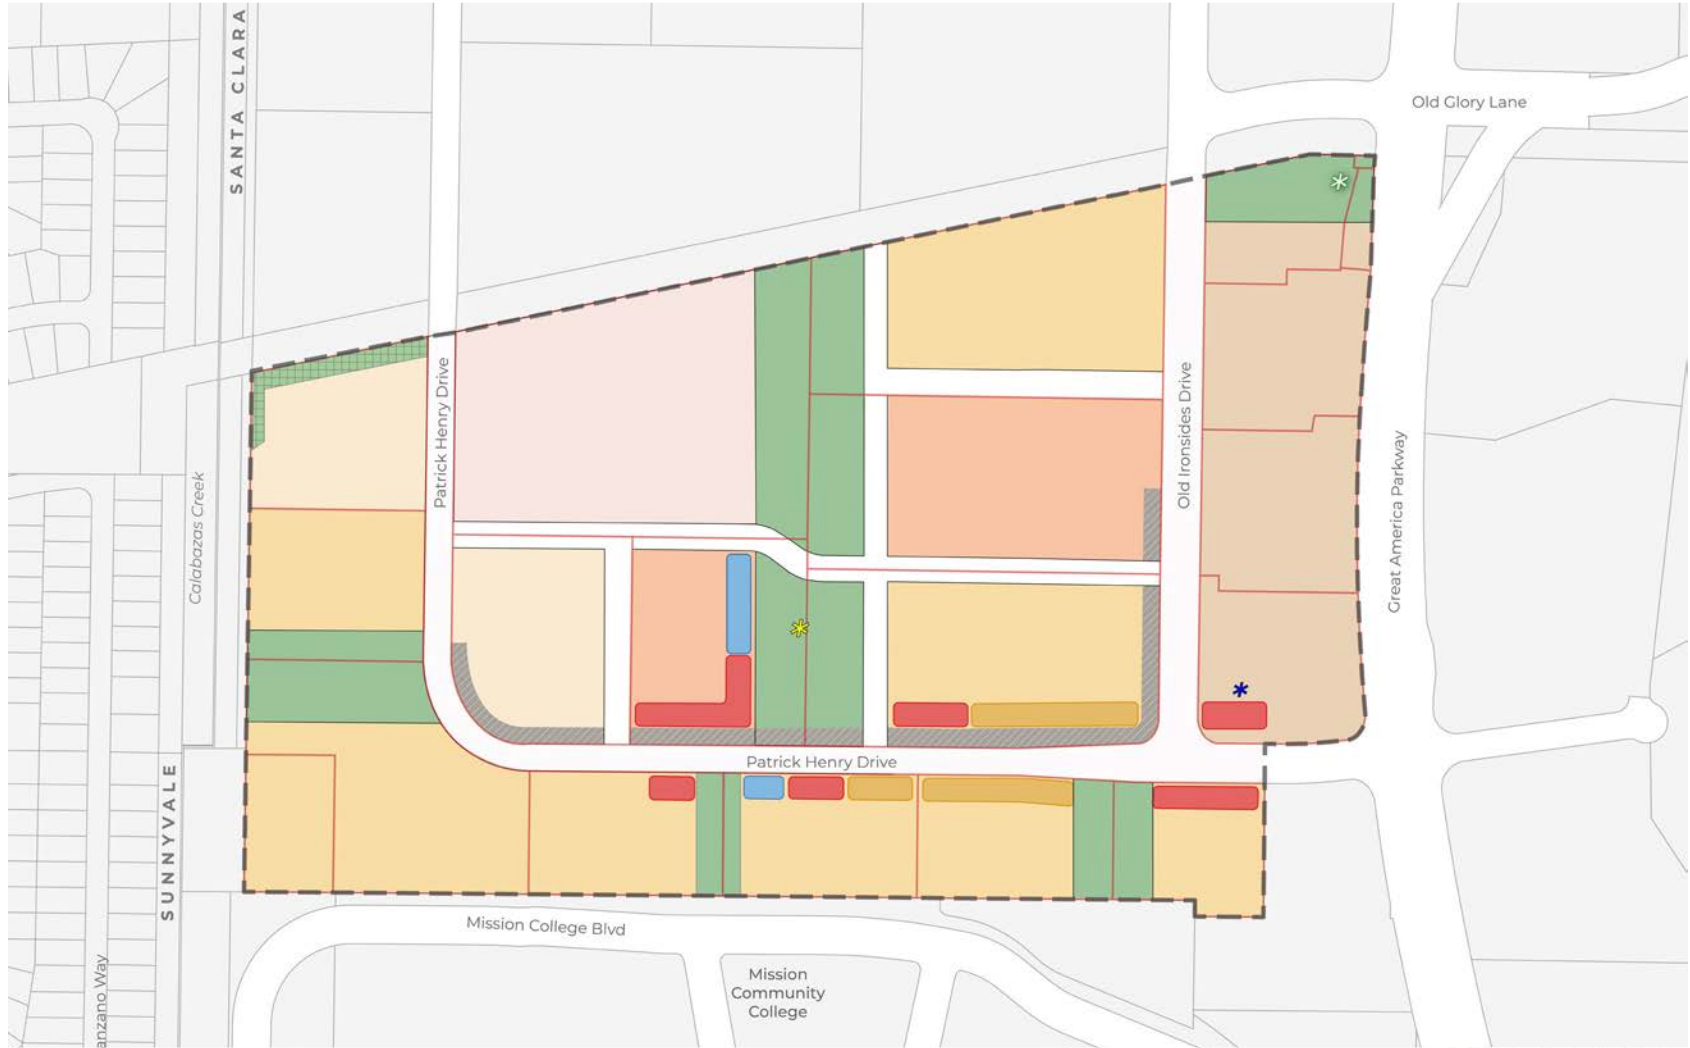 SANTA CLARA
Old Glory Lane
Patrick Henry Drive
Old Ironsides Drive
Great America Parkway
Calabazas Creek
Patrick Henry Drive
SUNNYVALE
Mission College Blvd
Mission
Community
College
anzano Way